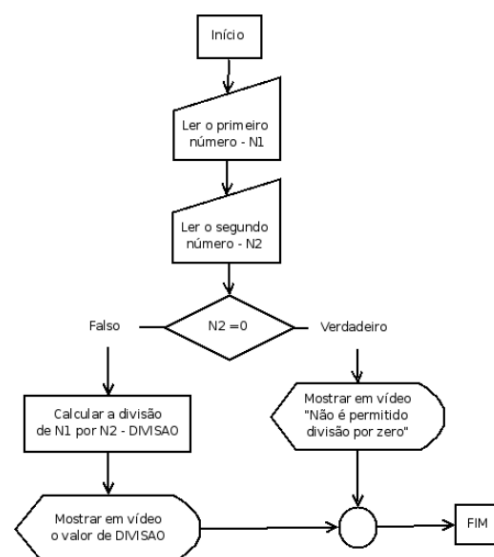 Início
Ler o primeiro
número - N1
Ler o segundo
número - N2
Falso
N2 =0
Verdadeiro
Calcular a divisão
de N1 por N2 - DIVISAO
Mostrar em vídeo
"Não é permitido
divisão por zero"
Mostrar em vídeo
o valor de DIVISAO
FIM